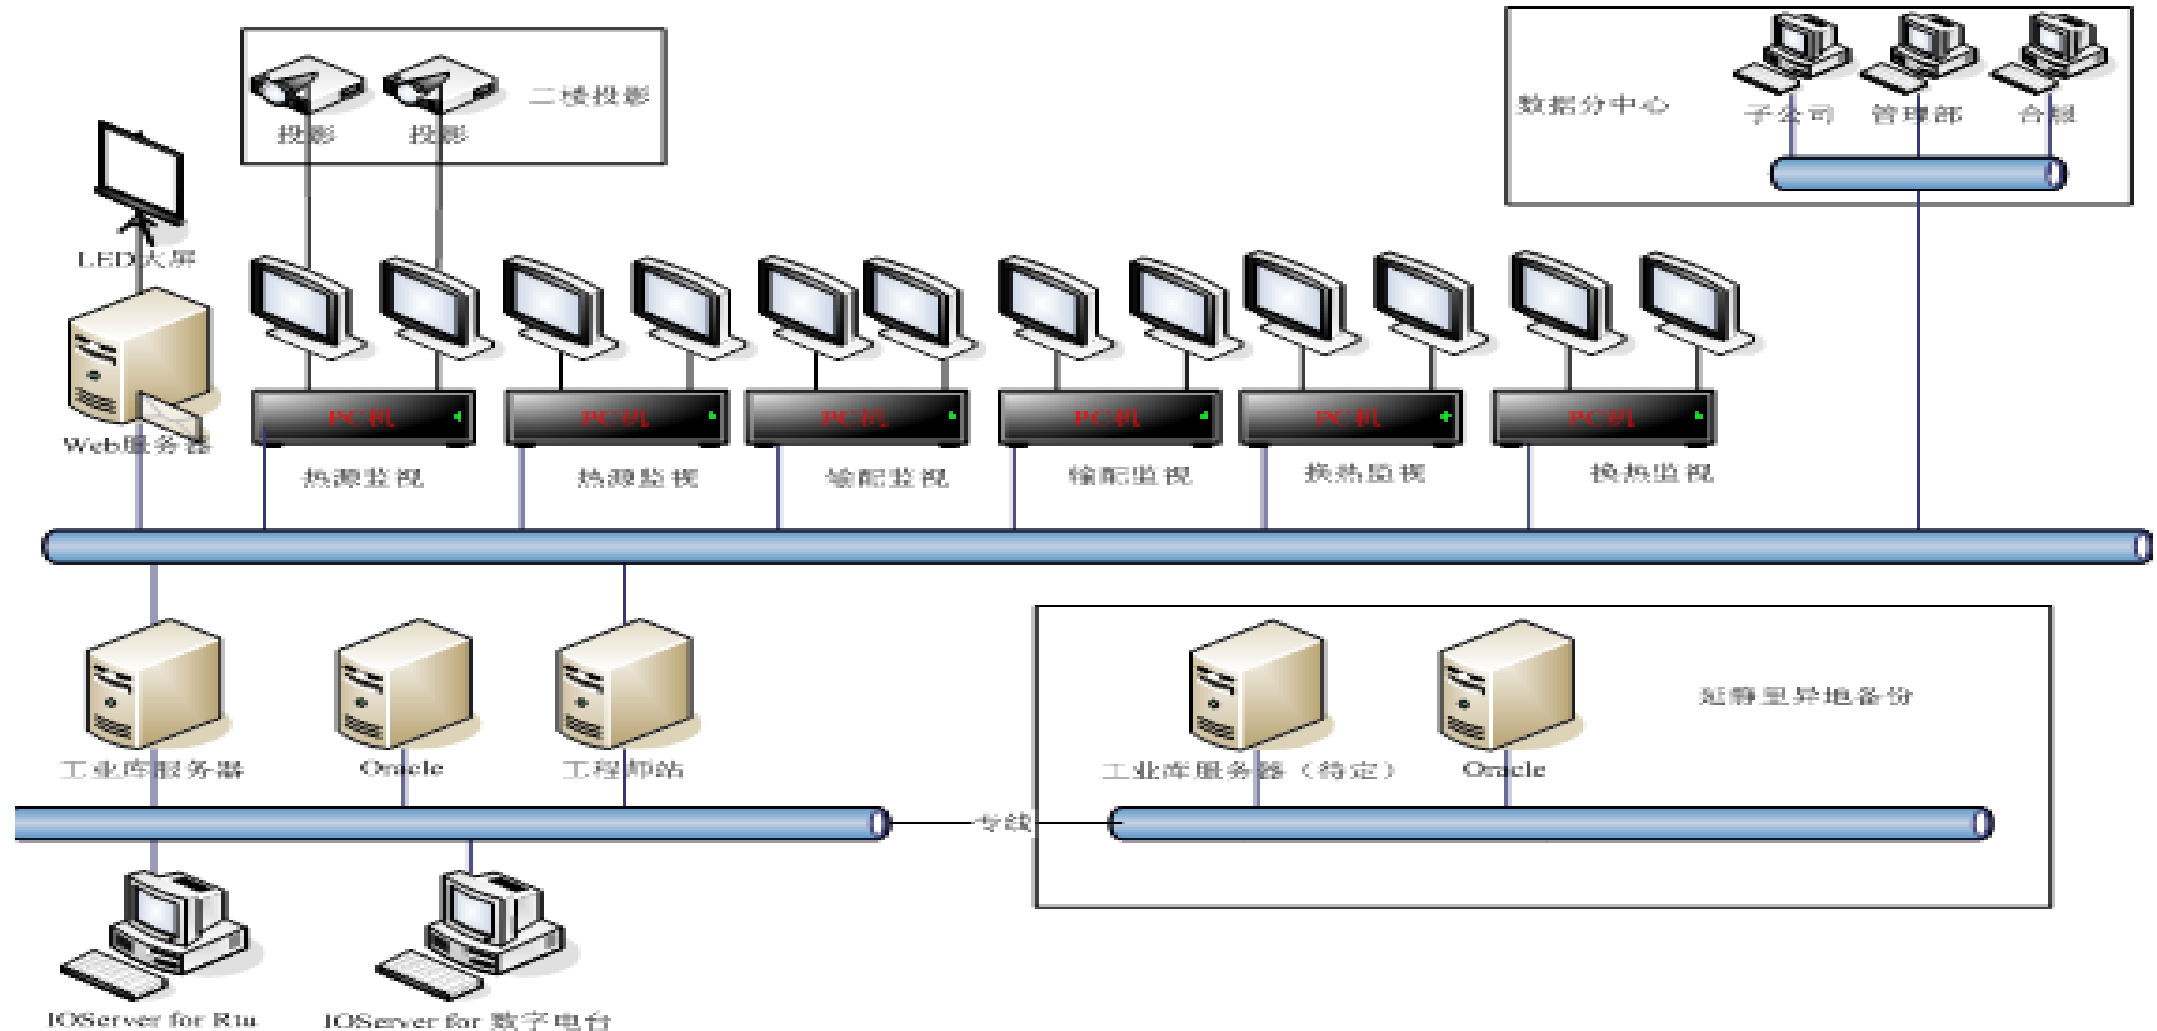 二楼投影
投影
投影
数据分中心
子公司
管理部
合服
LED大屏
Web服务器
PC机
PC机
PC机
PC机
PC机
PC机
热源监视
热源监视
输配监视
输配监视
换热监视
换热监视
工业库服务器
Oracle
工程师站
延静里异地备份
工业库服务器（待定）
Oracle
专线
IOServer for Rtu
IOServer for 数字电台